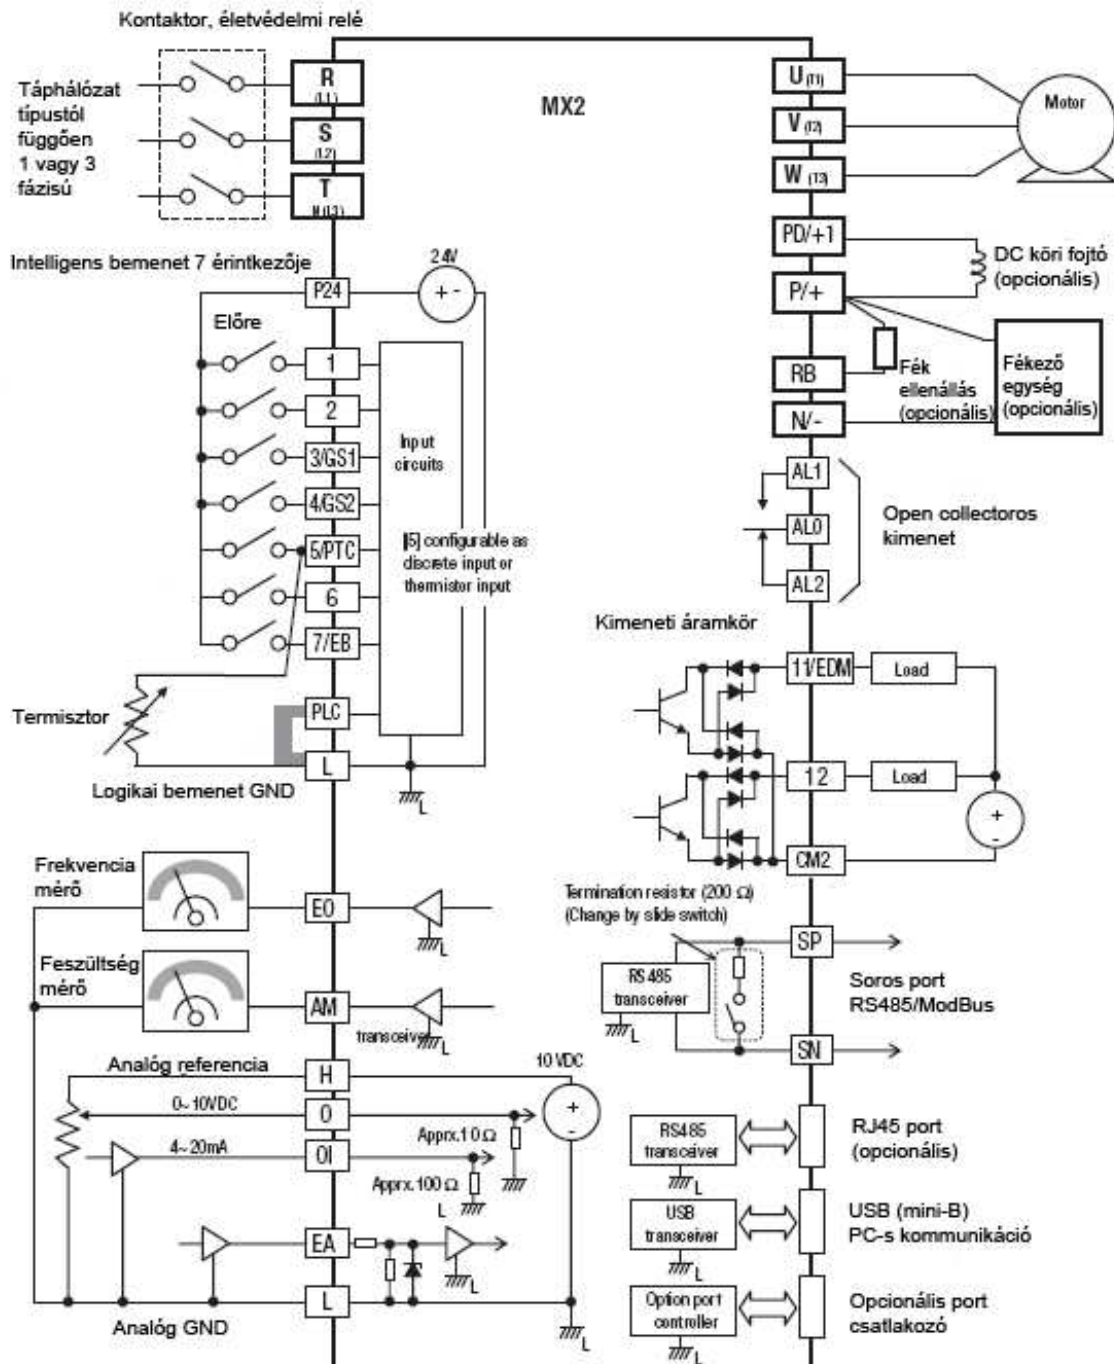 Kontaktor, életvédelmi relé
Táphálózat
típustól
függően
1 vagy 3
fázisú
R
(L1)
S
(L2)
T
N(L3)
MX2
U (T1)
V (T2)
W (T3)
Motor
PD/+1
P/+
RB
N/-
DC köri fojtó
(opcionális)
Fék
ellenállás
(opcionális)
Fékező
egység
(opcionális)
Intelligens bemenet 7 érintkezője
Előre
P24
24V
+ -
1
2
3/GS1
4/GS2
5/PTC
6
7/EB
PLC
L
Input
circuits
[5] configurable as
discrete input or
thermistor input
Termisztor
Logikai bemenet GND
L
AL1
AL0
AL2
Open collectoros
kimenet
Kimeneti áramkör
11/EDM
Load
12
Load
+
-
CM2
Frekvencia
mérő
EO
L
Feszültség
mérő
AM
transceiver
L
Termination resistor (200 Ω)
(Change by slide switch)
RS485
transceiver
L
SP
SN
Soros port
RS485/ModBus
Analóg referencia
H
10 VDC
0~10VDC
O
+
-
Apprx.10 Ω
4~20mA
OI
Apprx.100 Ω
L
EA
L
L
Analóg GND
RS485
transceiver
L
RJ45 port
(opcionális)
USB
transceiver
L
USB (mini-B)
PC-s kommunikáció
Option port
controller
L
Opcionális port
csatlakozó